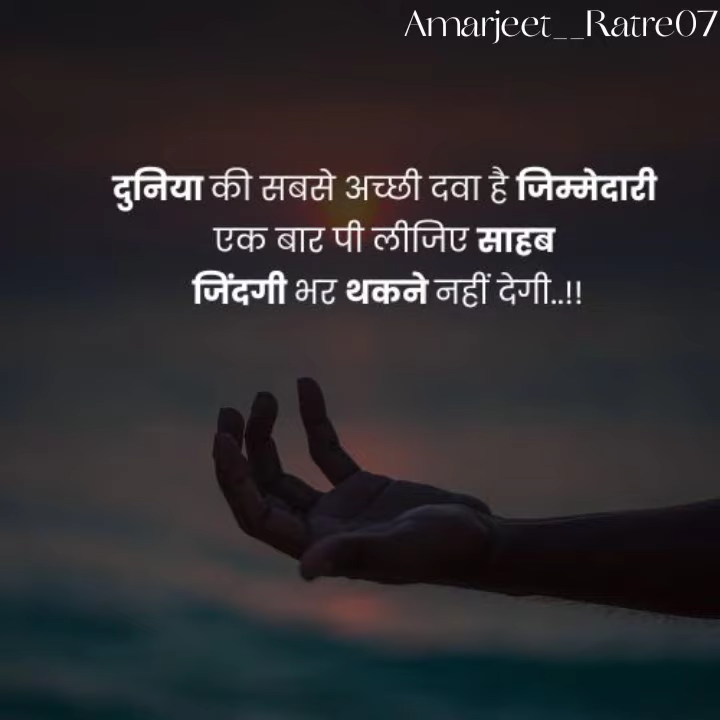 Amarjeet__Ratre07
दुनिया की सबसे अच्छी दवा है जिम्मेदारी
एक बार पी लीजिए साहब
जिंदगी भर थकने नहीं देगी..!!